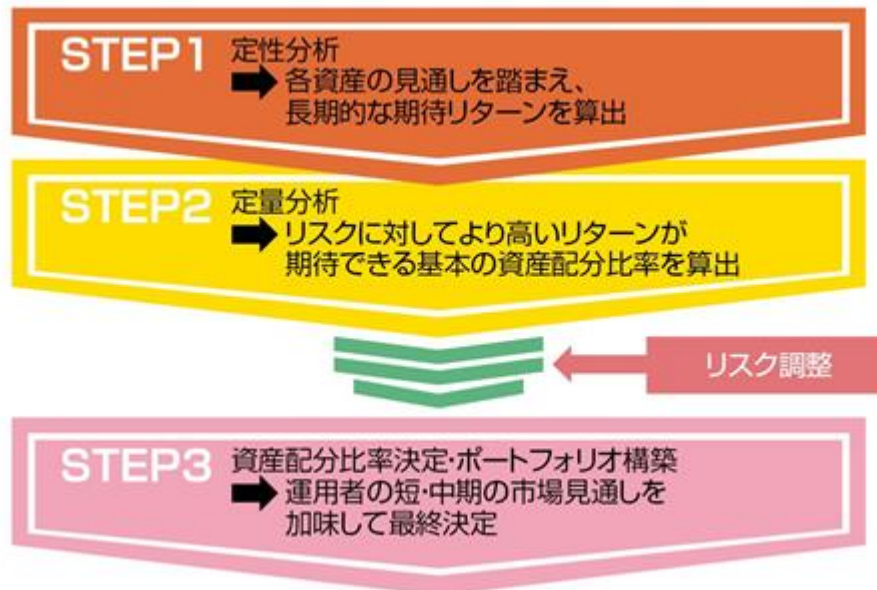 STEP1 定性分析
➡ 各資産の見通しを踏まえ、
長期的な期待リターンを算出
STEP2 定量分析
➡ リスクに対してより高いリターンが
期待できる基本の資産配分比率を算出
リスク調整
STEP3 資産配分比率決定・ポートフォリオ構築
➡ 運用者の短・中期の市場見通しを
加味して最終決定